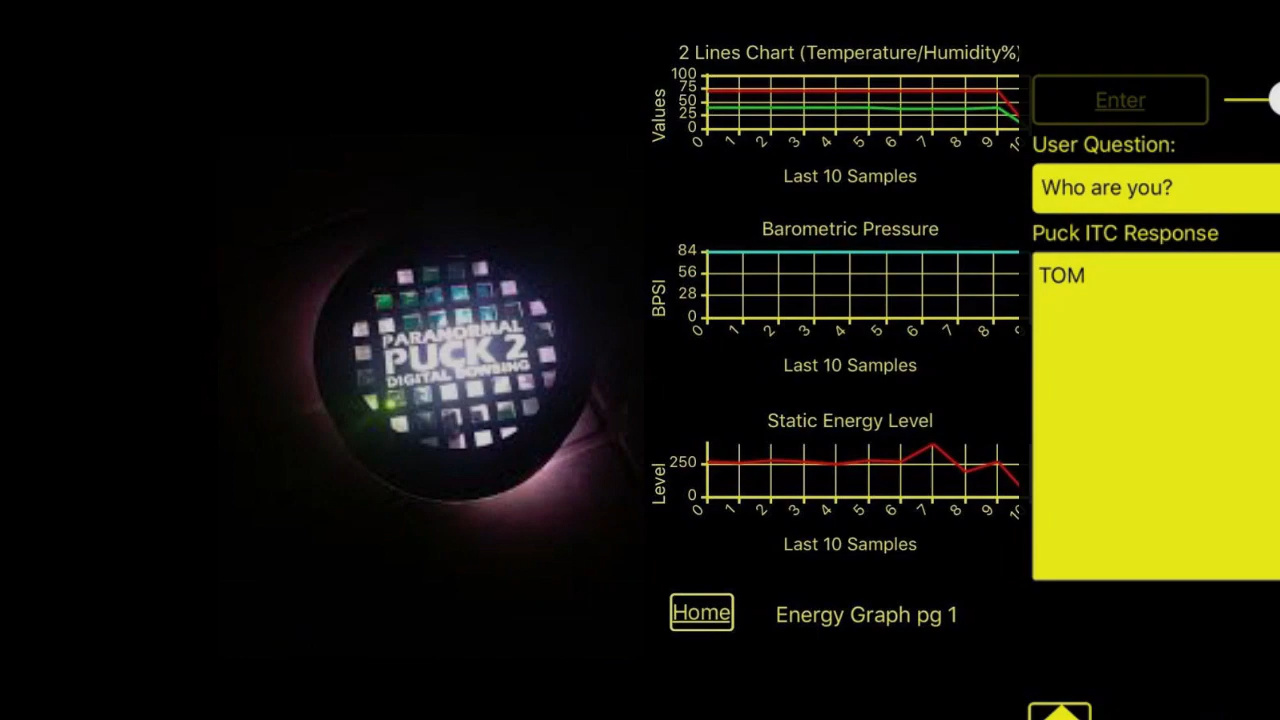 PARANORMAL
PUCK 2
DIGITAL DOWSING
2 Lines Chart (Temperature/Humidity%)
Values
100
75
50
25
0
0 1 2 3 4 5 6 7 8 9 10
Last 10 Samples
Barometric Pressure
BPSI
84
56
28
0
0 1 2 3 4 5 6 7 8
Last 10 Samples
Static Energy Level
Level
250
0
0 1 2 3 4 5 6 7 8 9 10
Last 10 Samples
Home
Energy Graph pg 1
Enter
User Question:
Who are you?
Puck ITC Response
TOM